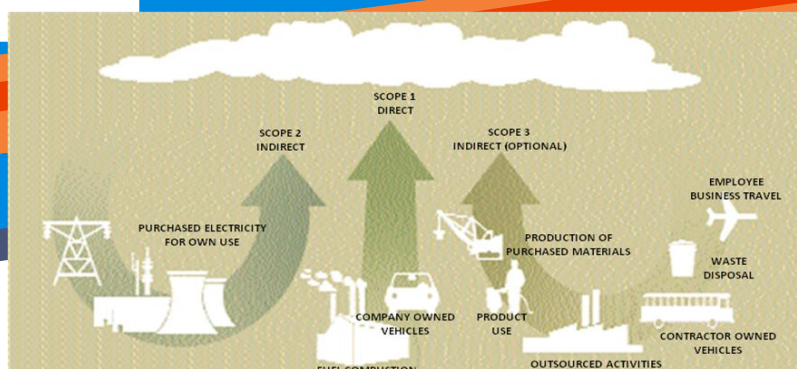 SCOPE 1
DIRECT
SCOPE 2
INDIRECT
SCOPE 3
INDIRECT (OPTIONAL)
EMPLOYEE
BUSINESS TRAVEL
PURCHASED ELECTRICITY
FOR OWN USE
PRODUCTION OF
PURCHASED MATERIALS
WASTE
DISPOSAL
COMPANY OWNED
VEHICLES
PRODUCT
USE
CONTRACTOR OWNED
VEHICLES
OUTSOURCED ACTIVITIES